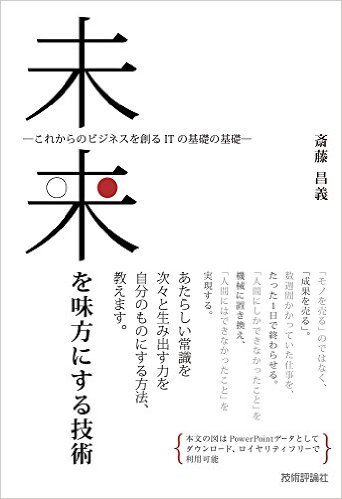 未来
―これからのビジネスを創るITの基礎の基礎―
を味方にする技術
斎藤 昌義
「モノを売る」のではなく、
「成果を売る」。
数週間かかっていた仕事を、
たった1日で終わらせる。
「人間にしかできなかったこと」を
機械に置き換え、
「人間にはできなかったこと」を
実現する。
あたらしい常識を
次々と生み出す力を
自分のものにする方法、
教えます。
本文の図はPowerPointデータとして
ダウンロード、ロイヤリティフリーで
利用可能
技術評論社